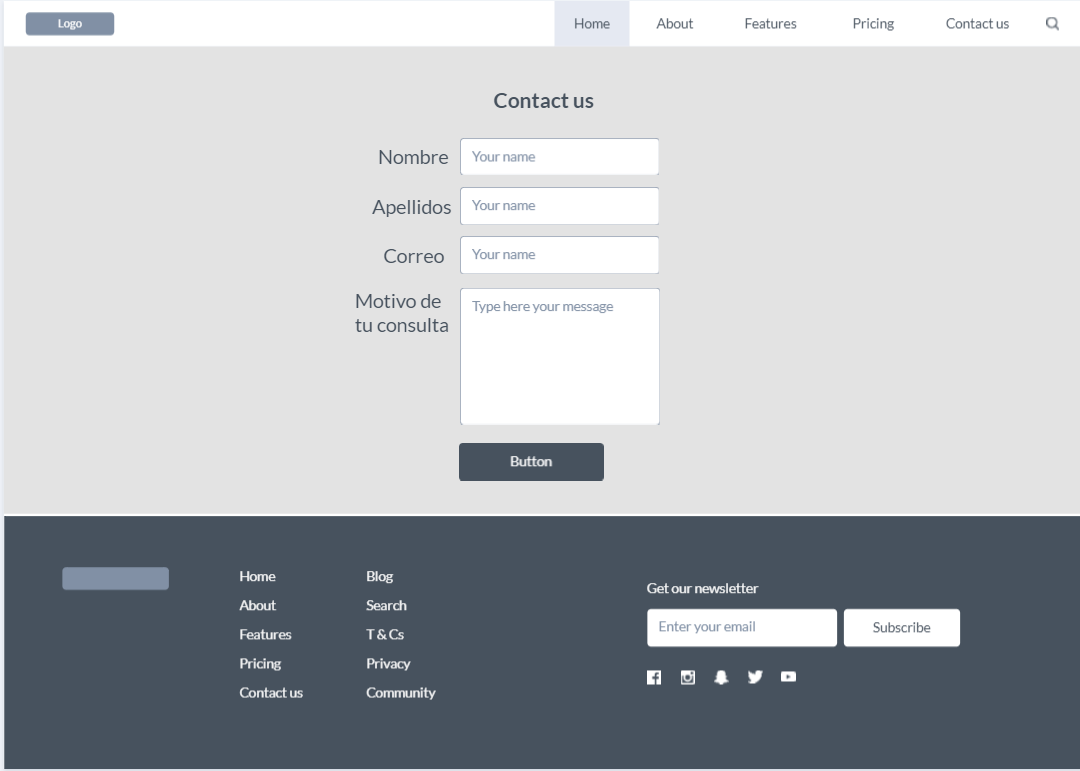 Logo
Home
About
Features
Pricing
Contact us
Contact us
Nombre
Your name
Apellidos
Your name
Correo
Your name
Motivo de
tu consulta
Type here your message
Button
Home
About
Features
Pricing
Contact us
Blog
Search
T & Cs
Privacy
Community
Get our newsletter
Enter your email
Subscribe